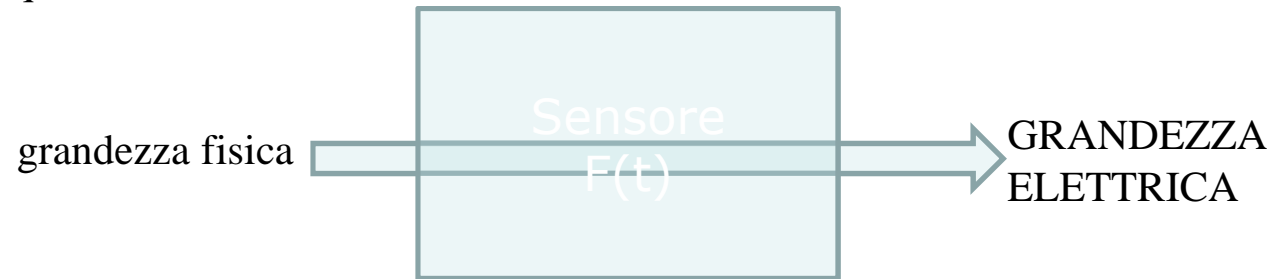 Sensore
F(t)
grandezza fisica
GRANDEZZA
ELETTRICA